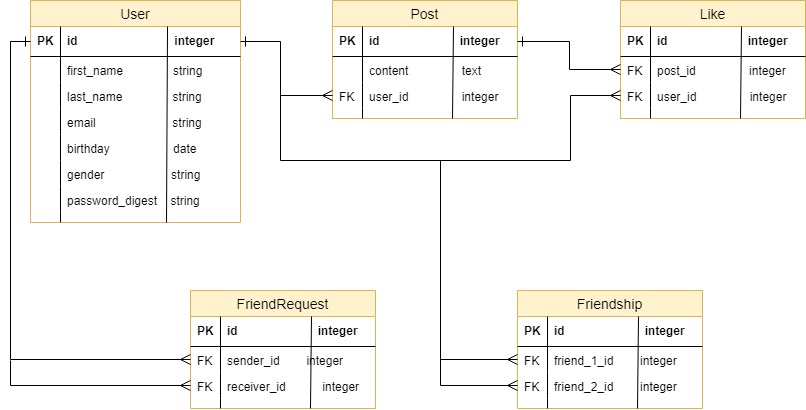 User
PK id integer
first_name string
last_name string
email string
birthday date
gender string
password_digest string
Post
PK id integer
content text
FK user_id integer
Like
PK id integer
FK post_id integer
FK user_id integer
FriendRequest
PK id integer
FK sender_id integer
FK receiver_id integer
Friendship
PK id integer
FK friend_1_id integer
FK friend_2_id integer